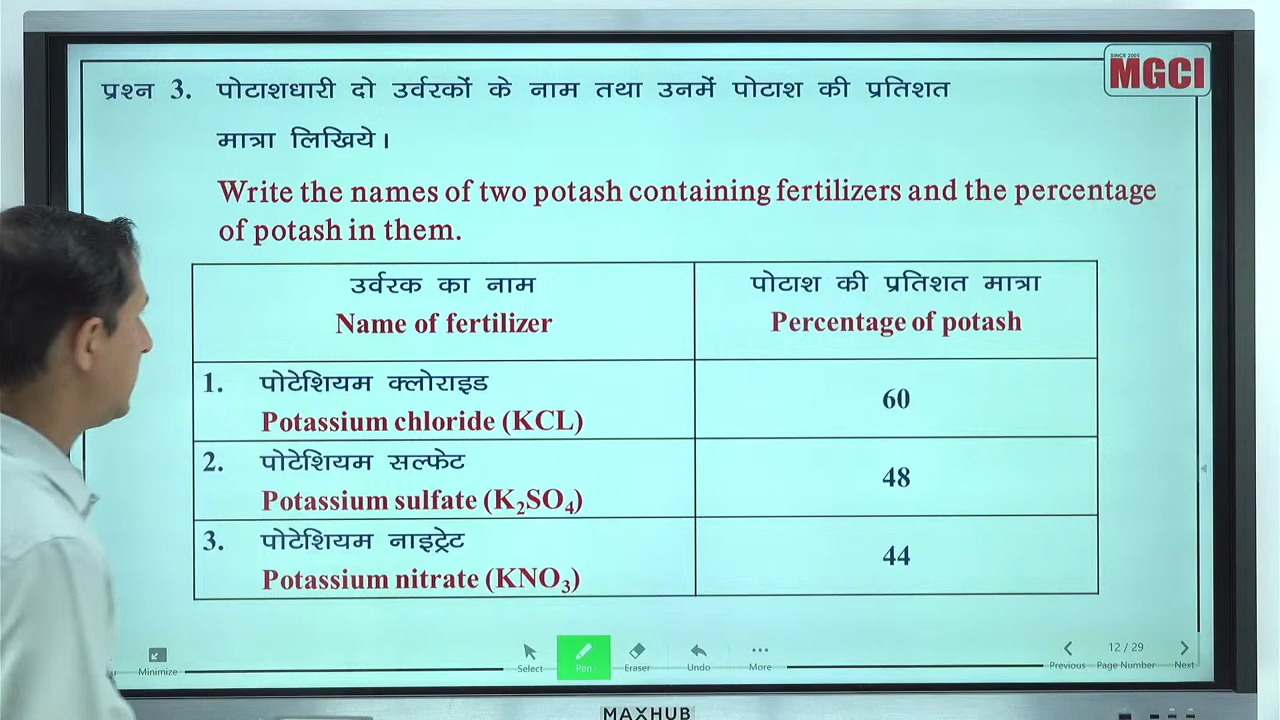 SINCE 2005
MGCI
प्रश्न 3. पोटाशधारी दो उर्वरकों के नाम तथा उनमें पोटाश की प्रतिशत
मात्रा लिखिये।
Write the names of two potash containing fertilizers and the percentage
of potash in them.
उर्वरक का नाम
Name of fertilizer
पोटाश की प्रतिशत मात्रा
Percentage of potash
1. पोटेशियम क्लोराइड
Potassium chloride (KCL)
60
2. पोटेशियम सल्फेट
Potassium sulfate (K₂SO₄)
48
3. पोटेशियम नाइट्रेट
Potassium nitrate (KNO₃)
44
Minimize
Select
Pen
Eraser
Undo
More
Previous
12 / 29
Page Number
Next
MAXHUB